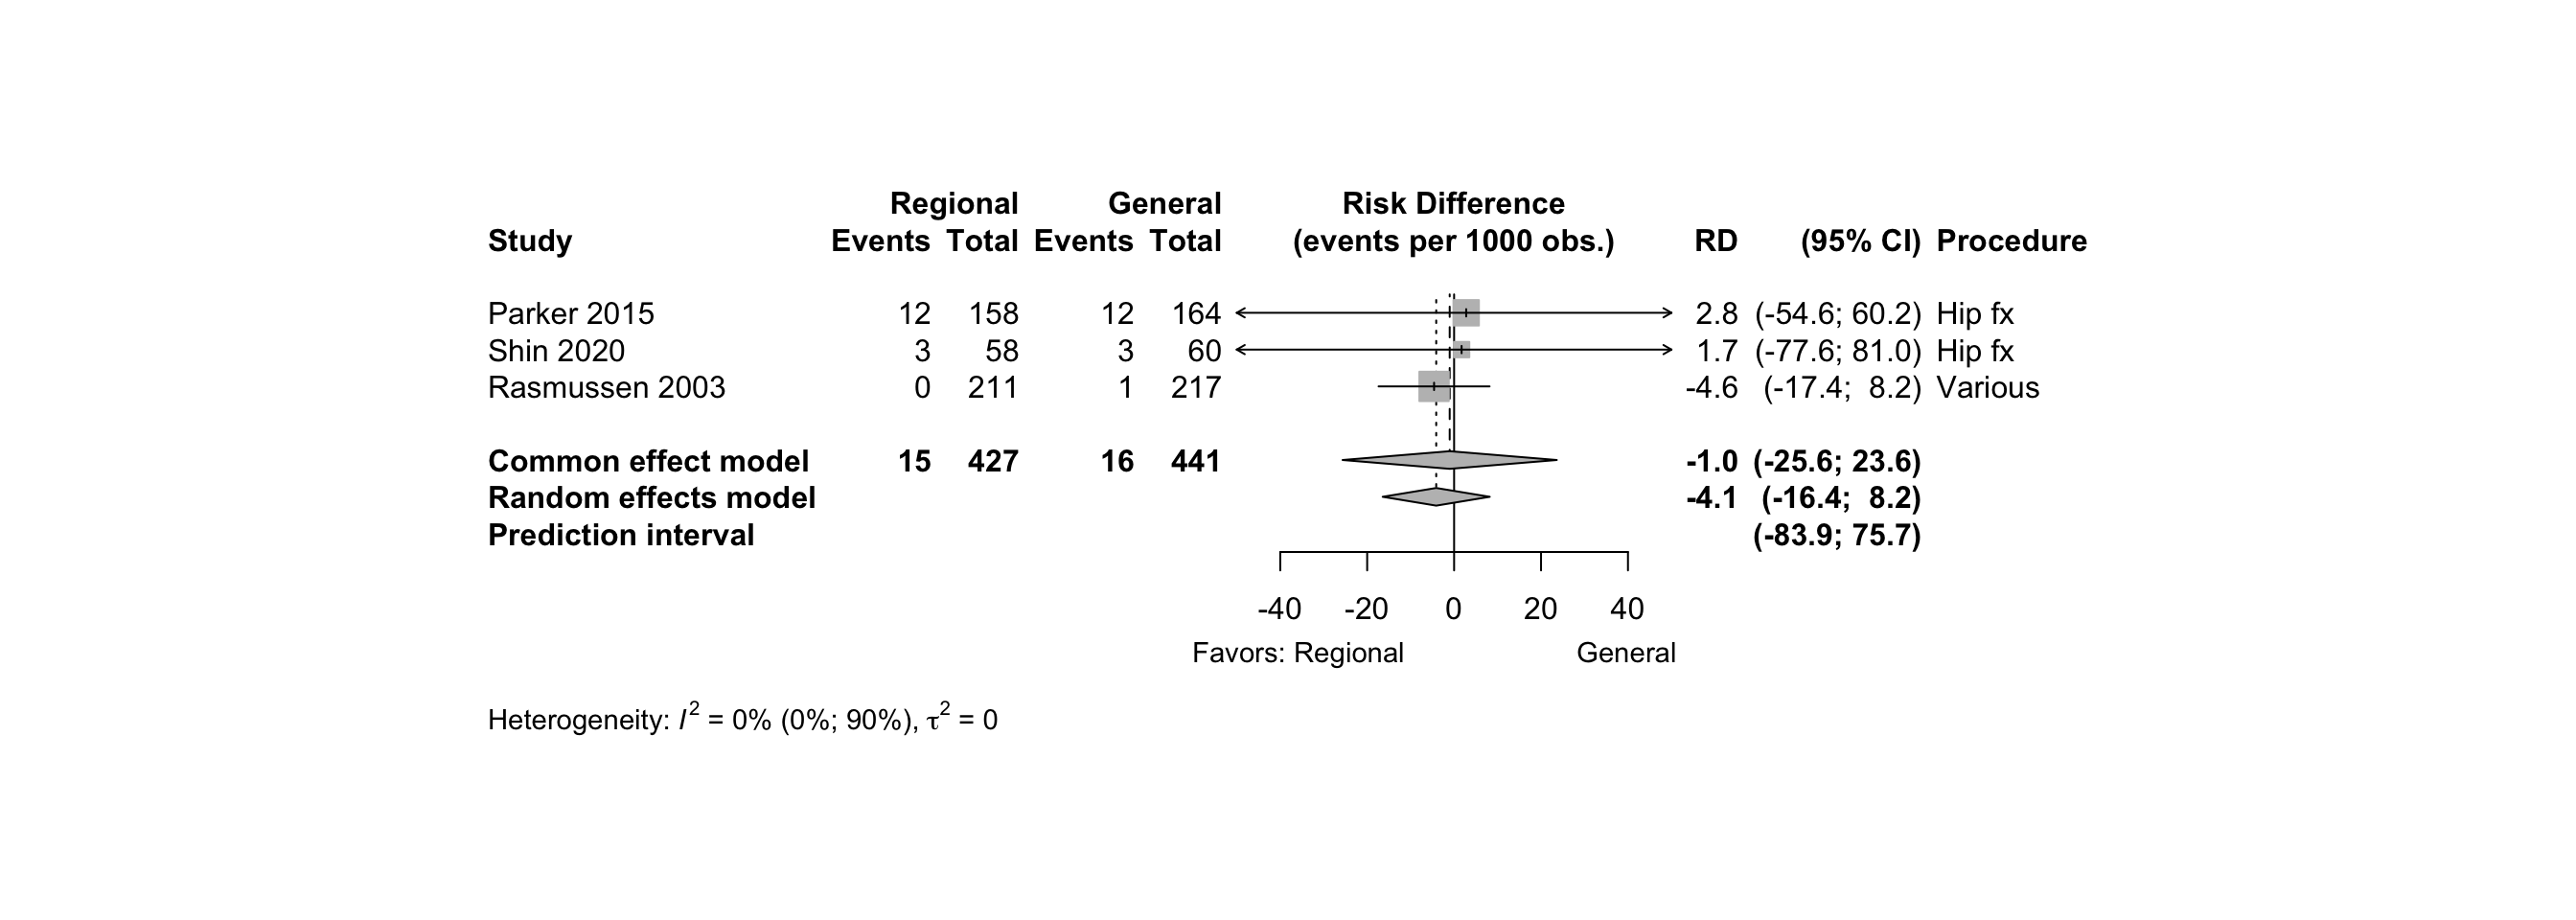 Regional General Risk Difference
Study Events Total Events Total (events per 1000 obs.) RD (95% CI) Procedure
Parker 2015 12 158 12 164 2.8 (-54.6; 60.2) Hip fx
Shin 2020 3 58 3 60 1.7 (-77.6; 81.0) Hip fx
Rasmussen 2003 0 211 1 217 -4.6 (-17.4; 8.2) Various
Common effect model 15 427 16 441 -1.0 (-25.6; 23.6)
Random effects model -4.1 (-16.4; 8.2)
Prediction interval (-83.9; 75.7)
-40 -20 0 20 40
Favors: Regional General
Heterogeneity: I² = 0% (0%; 90%), τ² = 0